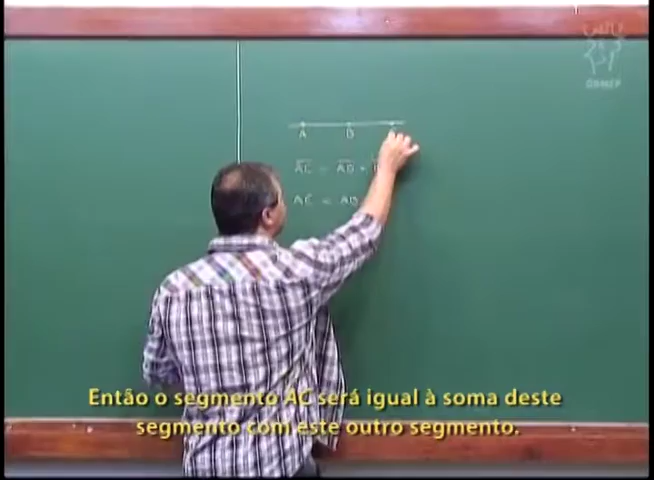 OBMEP
A B
AC = AB +
AC = AB
Então o segmento AC será igual à soma deste
segmento com este outro segmento.